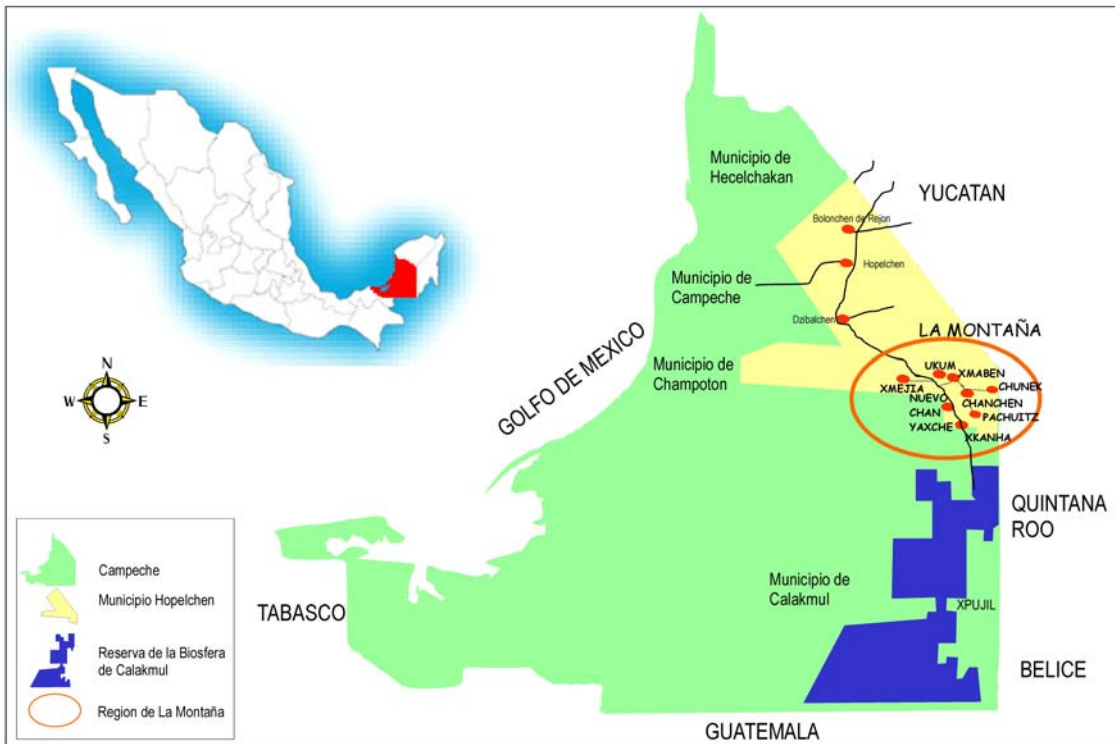 Municipio de
Hecelchakan
YUCATAN
Bolonchen de Rejon
Hopelchen
Municipio de
Campeche
Dzibalchen
LA MONTAÑA
GOLFO DE MEXICO
Municipio de
Champoton
UKUM
XMABEN
XMEJIA
CHUNEK
NUEVO
CHAN
YAXCHE
CHANCHEN
PACHUITZ
XKANHA
N
W
E
S
QUINTANA
ROO
Campeche
Municipio Hopelchen
Reserva de la Biosfera
de Calakmul
Region de La Montaña
TABASCO
Municipio de
Calakmul
XPUJIL
BELICE
GUATEMALA